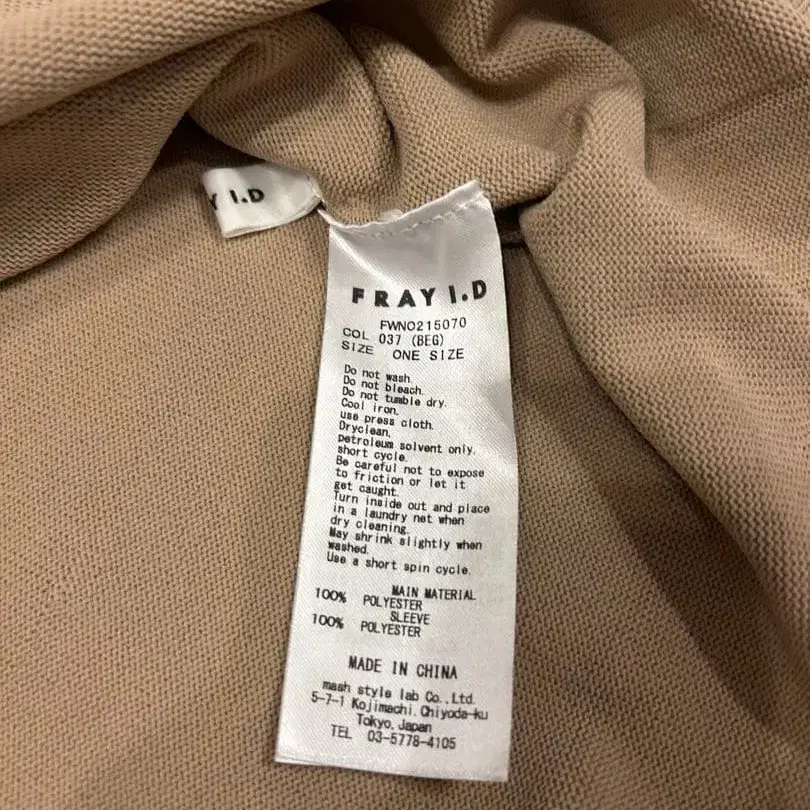 Y I.D
FRAY I.D
FWNO215070
COL 037 (BEG)
SIZE ONE SIZE
Do not wash.
Do not bleach.
Do not tumble dry.
Cool iron.
use press cloth.
Dryclean.
petroleum solvent only.
short cycle.
Be careful not to expose
to friction or let it
get caught.
Turn inside out and place
in a laundry net when
dry cleaning.
May shrink slightly when
washed.
Use a short spin cycle.
MAIN MATERIAL
100% POLYESTER
SLEEVE
100% POLYESTER
MADE IN CHINA
mash style lab Co.,Ltd.
5-7-1 Kojimachi.Chiyoda-ku
Tokyo,Japan
TEL 03-5778-4105